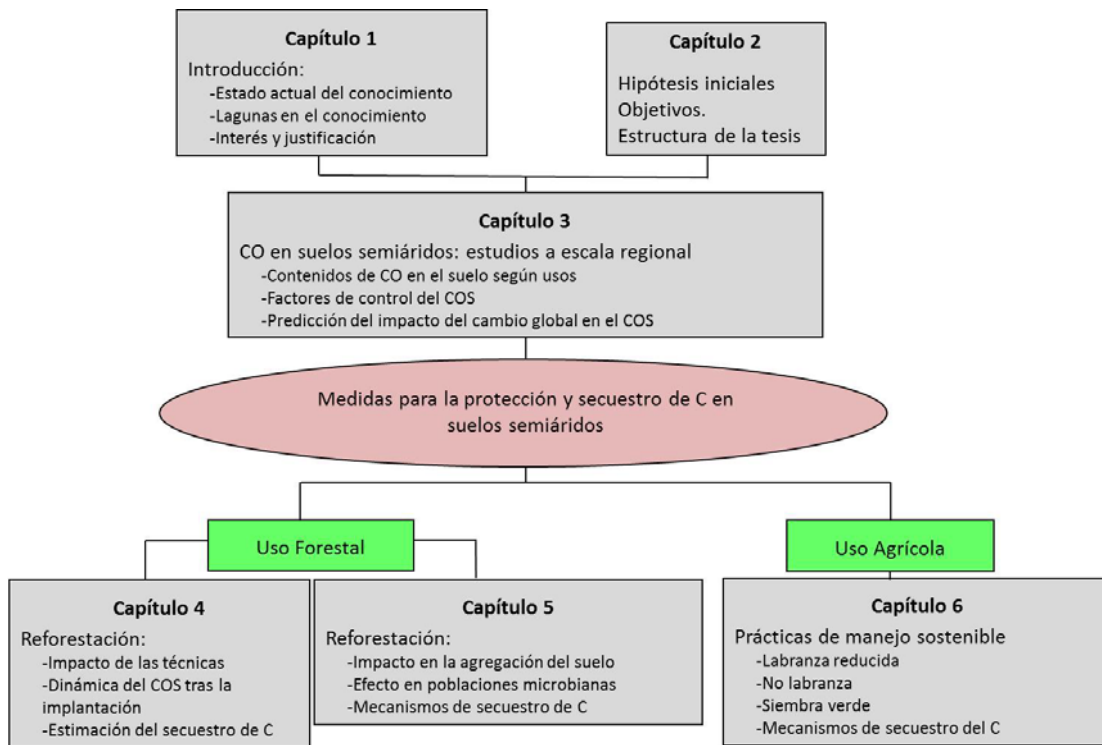 Capítulo 1
Introducción:
-Estado actual del conocimiento
-Lagunas en el conocimiento
-Interés y justificación
Capítulo 2
Hipótesis iniciales
Objetivos.
Estructura de la tesis
Capítulo 3
CO en suelos semiáridos: estudios a escala regional
-Contenidos de CO en el suelo según usos
-Factores de control del COS
-Predicción del impacto del cambio global en el COS
Medidas para la protección y secuestro de C en
suelos semiáridos
Uso Forestal
Uso Agrícola
Capítulo 4
Reforestación:
-Impacto de las técnicas
-Dinámica del COS tras la
implantación
-Estimación del secuestro de C
Capítulo 5
Reforestación:
-Impacto en la agregación del suelo
-Efecto en poblaciones microbianas
-Mecanismos de secuestro de C
Capítulo 6
Prácticas de manejo sostenible
-Labranza reducida
-No labranza
-Siembra verde
-Mecanismos de secuestro del C